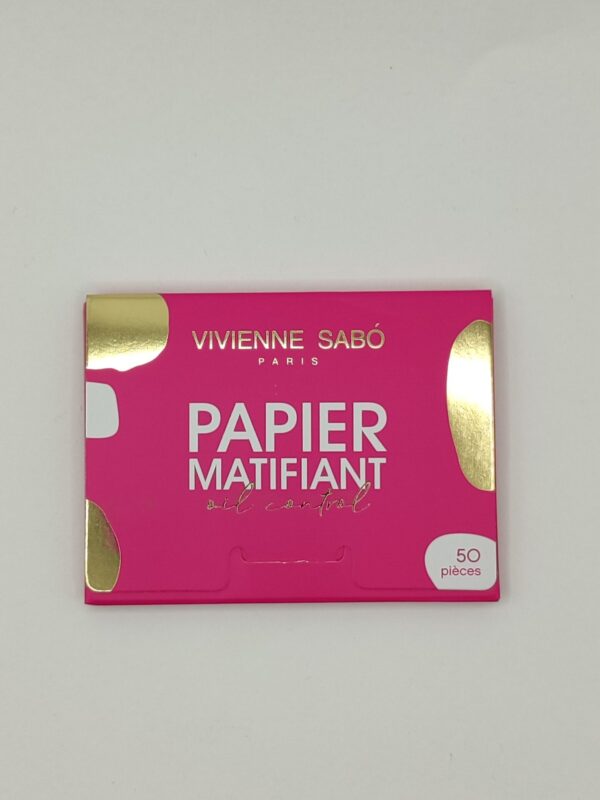 VIVIENNE SABÓ
PARIS
PAPIER
MATIFIANT
oil control
50
pièces